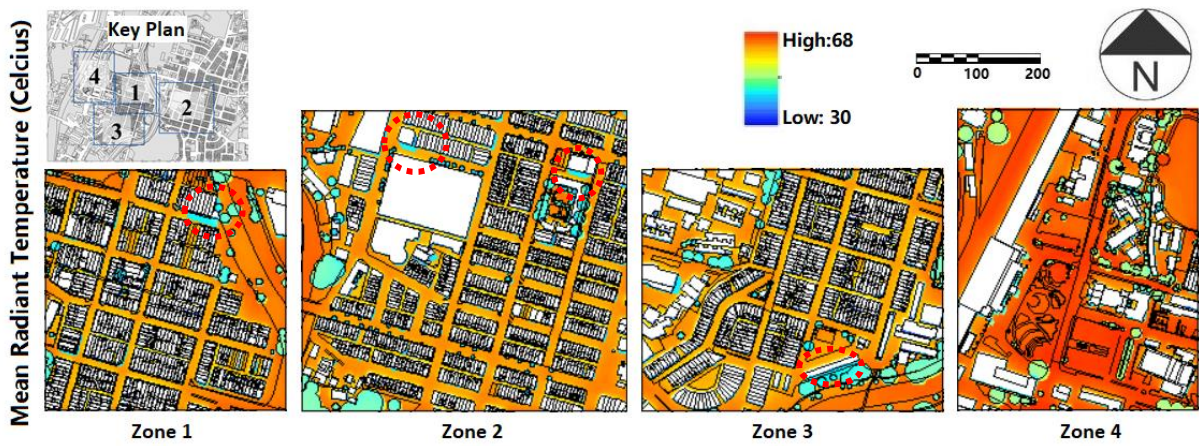 Mean Radiant Temperature (Celcius)
Key Plan
4
1
2
3
High:68
Low: 30
0 100 200
N
Zone 1
Zone 2
Zone 3
Zone 4